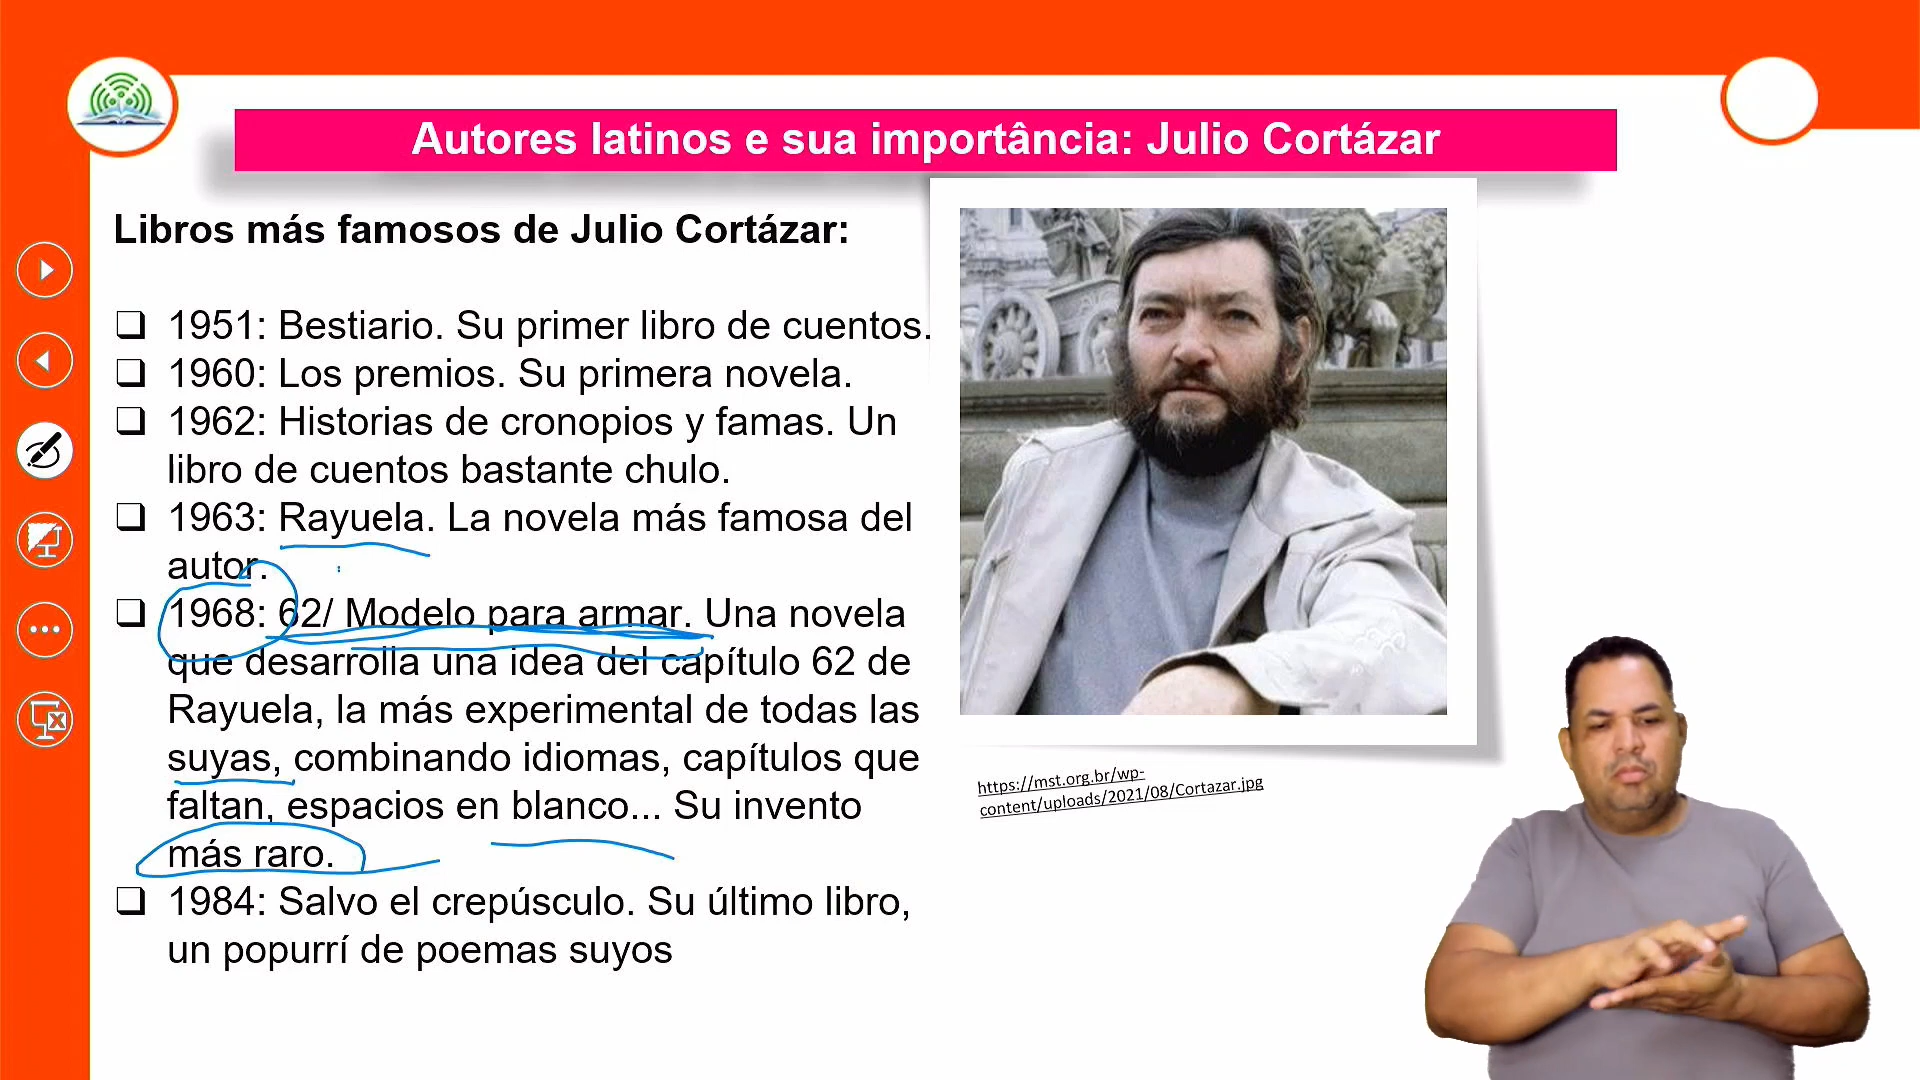 Autores latinos e sua importância: Julio Cortázar
Libros más famosos de Julio Cortázar:
1951: Bestiario. Su primer libro de cuentos.
1960: Los premios. Su primera novela.
1962: Historias de cronopios y famas. Un
libro de cuentos bastante chulo.
1963: Rayuela. La novela más famosa del
autor.
1968: 62/ Modelo para armar. Una novela
que desarrolla una idea del capítulo 62 de
Rayuela, la más experimental de todas las
suyas, combinando idiomas, capítulos que
faltan, espacios en blanco... Su invento
más raro.
1984: Salvo el crepúsculo. Su último libro,
un popurrí de poemas suyos
https://mst.org.br/wp-
content/uploads/2021/08/Cortazar.jpg